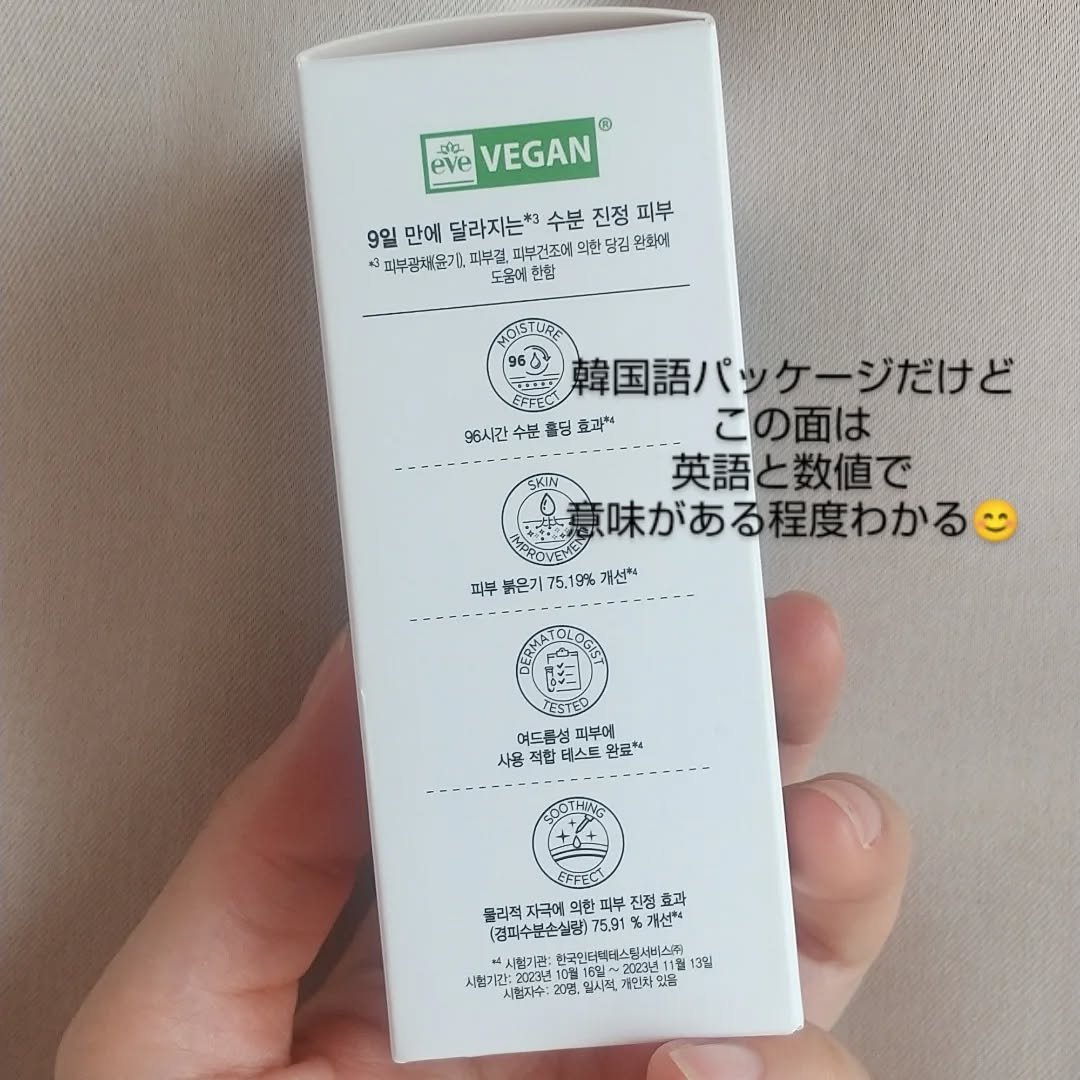 eve VEGAN®
9일 만에 달라지는*3 수분 진정 피부
*3 피부광채(윤기), 피부결, 피부건조에 의한 당김 완화에
도움에 한함
MOISTURE
96
EFFECT
96시간 수분 홀딩 효과*4
韓国語パッケージだけど
この面は
英語と数値で
意味がある程度わかる😊
SKIN
IMPROVEMEN
피부 붉은기 75.19% 개선*4
DERMATOLOGIST
TESTED
여드름성 피부에
사용 적합 테스트 완료*4
SOOTHING
EFFECT
물리적 자극에 의한 피부 진정 효과
(경피수분손실량) 75.91 % 개선*4
*4 시험기관: 한국인터텍테스팅서비스㈜
시험기간: 2023년 10월 16일 ~ 2023년 11월 13일
시험자수: 20명, 일시적, 개인차 있음